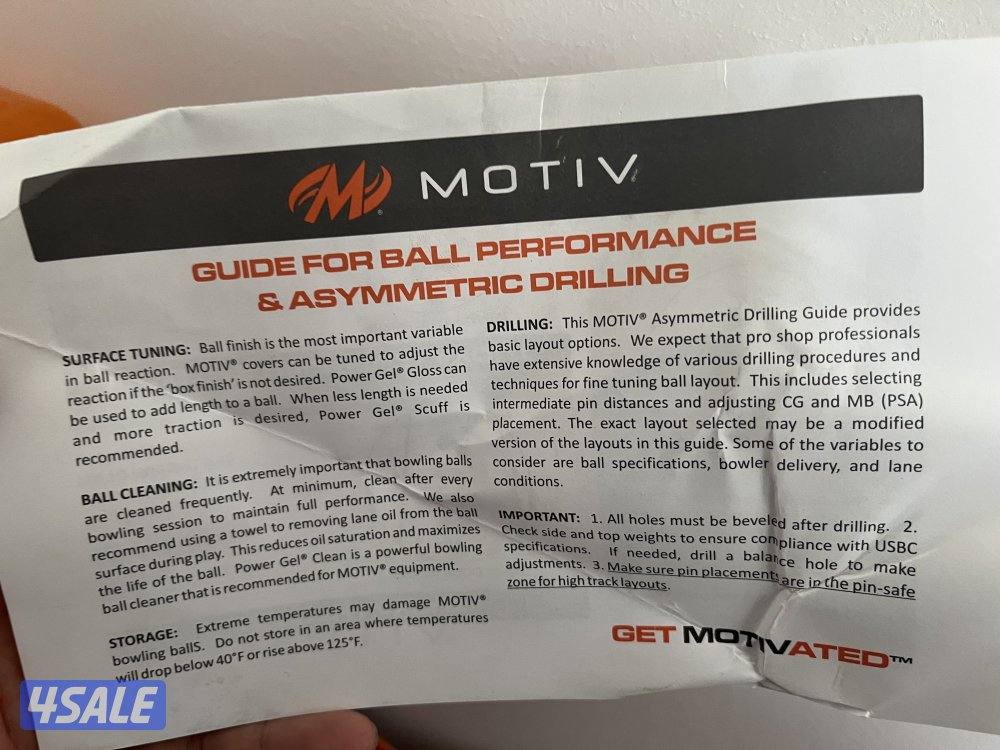 MOTIV
GUIDE FOR BALL PERFORMANCE
& ASYMMETRIC DRILLING
SURFACE TUNING: Ball finish is the most important variable
in ball reaction. MOTIV® covers can be tuned to adjust the
reaction if the 'box finish' is not desired. Power Gel® Gloss can
be used to add length to a ball. When less length is needed
and more traction is desired, Power Gel® Scuff is
recommended.
BALL CLEANING: It is extremely important that bowling balls
are cleaned frequently. At minimum, clean after every
bowling session to maintain full performance. We also
recommend using a towel to removing lane oil from the ball
surface during play. This reduces oil saturation and maximizes
the life of the ball. Power Gel® Clean is a powerful bowling
ball cleaner that is recommended for MOTIV® equipment.
STORAGE: Extreme temperatures may damage MOTIV®
bowling ballS. Do not store in an area where temperatures
will drop below 40°F or rise above 125°F.
DRILLING: This MOTIV® Asymmetric Drilling Guide provides
basic layout options. We expect that pro shop professionals
have extensive knowledge of various drilling procedures and
techniques for fine tuning ball layout. This includes selecting
intermediate pin distances and adjusting CG and MB (PSA)
placement. The exact layout selected may be a modified
version of the layouts in this guide. Some of the variables to
consider are ball specifications, bowler delivery, and lane
conditions.
IMPORTANT: 1. All holes must be beveled after drilling. 2.
Check side and top weights to ensure compliance with USBC
specifications. If needed, drill a balance hole to make
adjustments. 3. Make sure pin placements are in the pin-safe
zone for high track layouts.
GET MOTIVATED™
4SALE